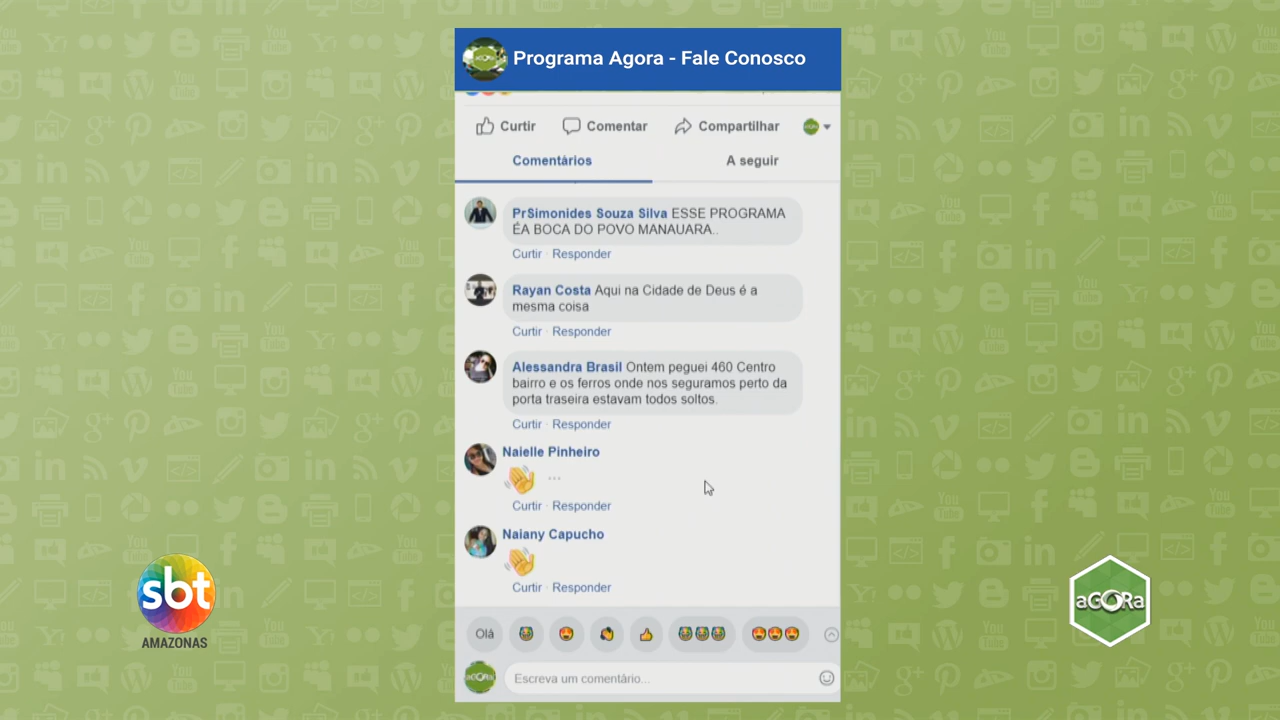 Programa Agora - Fale Conosco
Curtir
Comentar
Compartilhar
Comentários
A seguir
PrSimonides Souza Silva ESSE PROGRAMA
ÉA BOCA DO POVO MANAUARA..
Curtir · Responder
Rayan Costa Aqui na Cidade de Deus é a
mesma coisa
Curtir · Responder
Alessandra Brasil Ontem peguei 460 Centro
bairro e os ferros onde nos seguramos perto da
porta traseira estavam todos soltos.
Curtir · Responder
Naielle Pinheiro
Curtir · Responder
Naiany Capucho
Curtir · Responder
Olá
Escreva um comentário...
sbt
AMAZONAS
aGORa